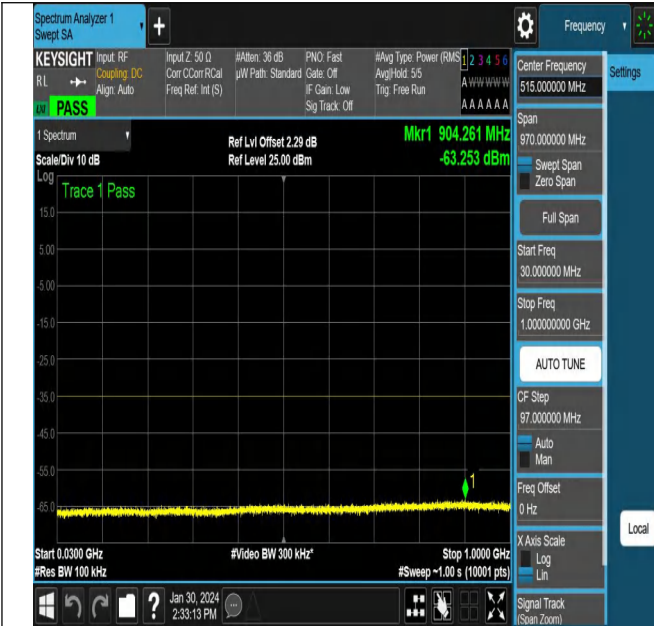 Spectrum Analyzer 1
Swept SA
Frequency
KEYSIGHT
RL
PASS
Input: RF
Coupling: DC
Align: Auto
Input Z: 50 Ω
Corr CCorr RCal
Freq Ref: Int (S)
#Atten: 36 dB
µW Path: Standard
PNO: Fast
Gate: Off
IF Gain: Low
Sig Track: Off
#Avg Type: Power (RMS
Avg|Hold: 5/5
Trig: Free Run
1 2 3 4 5 6
A W W W W W
A A A A A A
1 Spectrum
Scale/Div 10 dB
Ref Lvl Offset 2.29 dB
Ref Level 25.00 dBm
Mkr1 904.261 MHz
-63.253 dBm
Log
Trace 1 Pass
15.0
5.00
-5.00
-15.0
-25.0
-35.0
-45.0
-55.0
-65.0
1
Start 0.0300 GHz
#Res BW 100 kHz
#Video BW 300 kHz*
Stop 1.0000 GHz
#Sweep ~1.00 s (10001 pts)
Jan 30, 2024
2:33:13 PM
Center Frequency
515.000000 MHz
Settings
Span
970.000000 MHz
Swept Span
Zero Span
Full Span
Start Freq
30.000000 MHz
Stop Freq
1.000000000 GHz
AUTO TUNE
CF Step
97.000000 MHz
Auto
Man
Freq Offset
0 Hz
Local
X Axis Scale
Log
Lin
Signal Track
(Span Zoom)